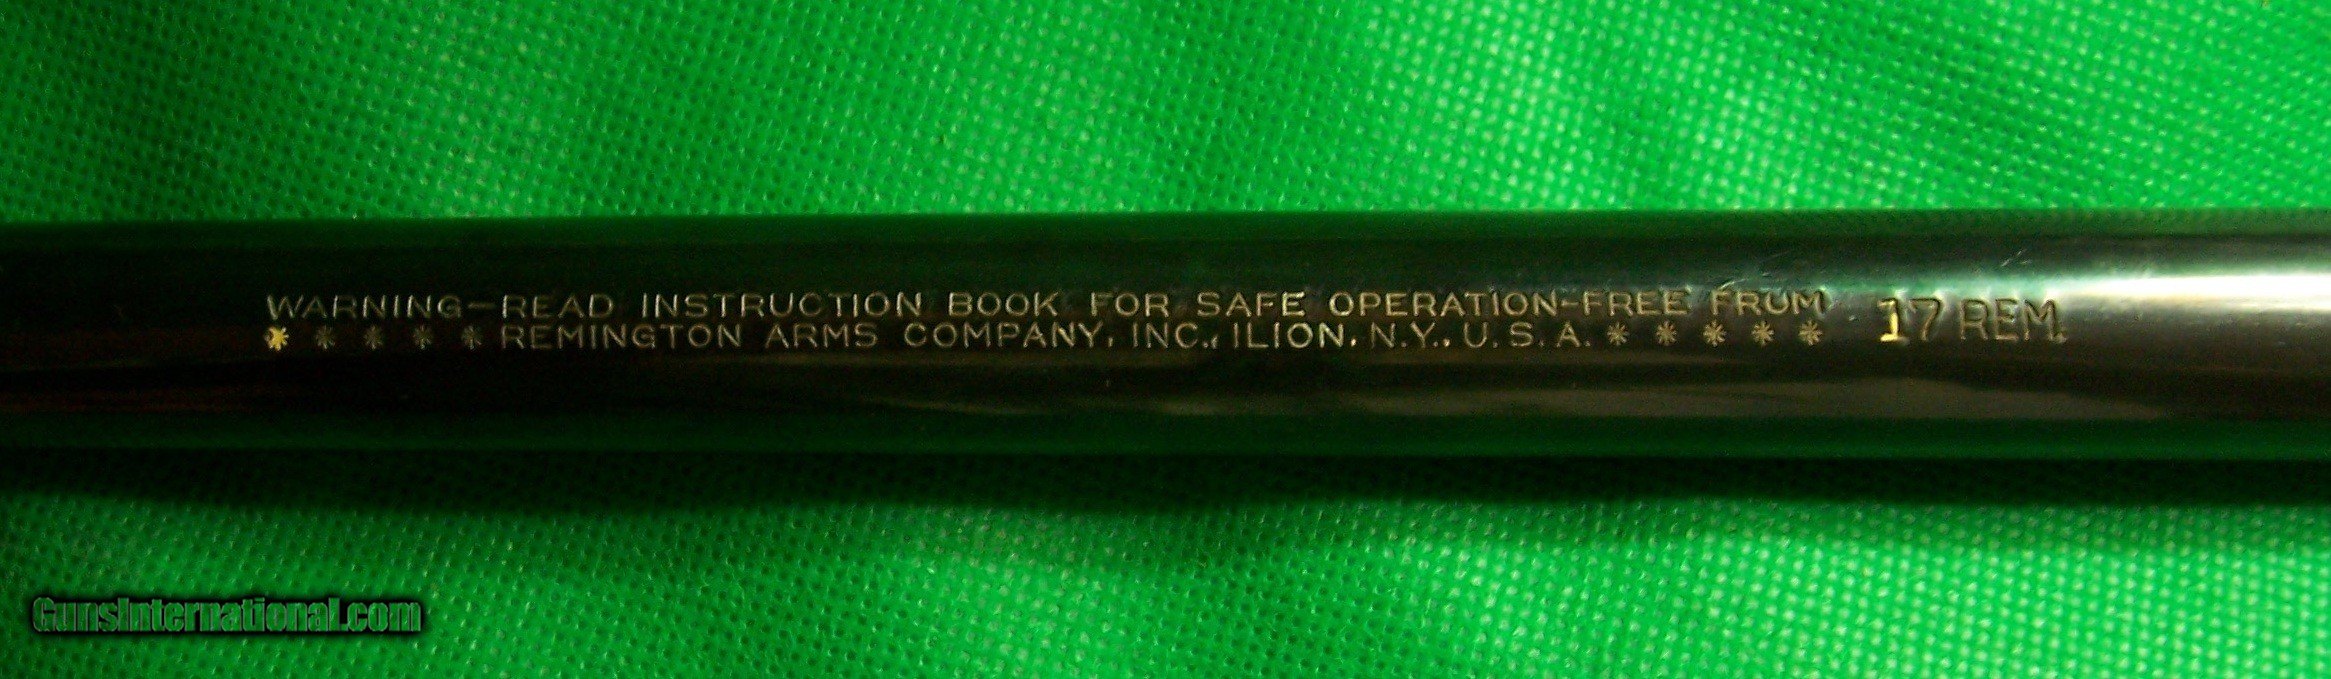 WARNING-READ INSTRUCTION BOOK FOR SAFE OPERATION-FREE FRUM 17 REM.
* * * * * REMINGTON ARMS COMPANY, INC., ILION, N.Y., U.S.A. * * * * *
GunsInternational.com